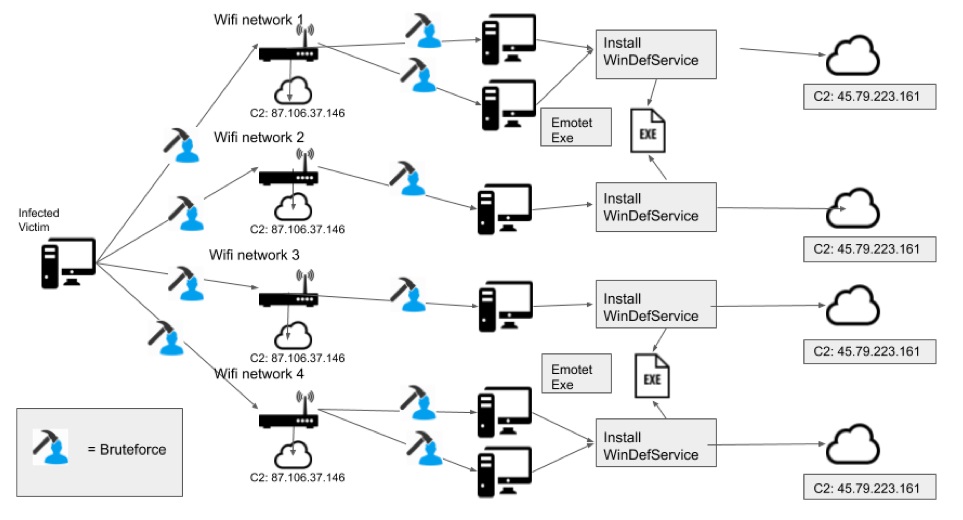 Wifi network 1
C2: 87.106.37.146
Install
WinDefService
C2: 45.79.223.161
Emotet
Exe
EXE
Wifi network 2
C2: 87.106.37.146
Install
WinDefService
C2: 45.79.223.161
Infected
Victim
Wifi network 3
C2: 87.106.37.146
Install
WinDefService
C2: 45.79.223.161
Emotet
Exe
EXE
Wifi network 4
C2: 87.106.37.146
Install
WinDefService
C2: 45.79.223.161
= Bruteforce